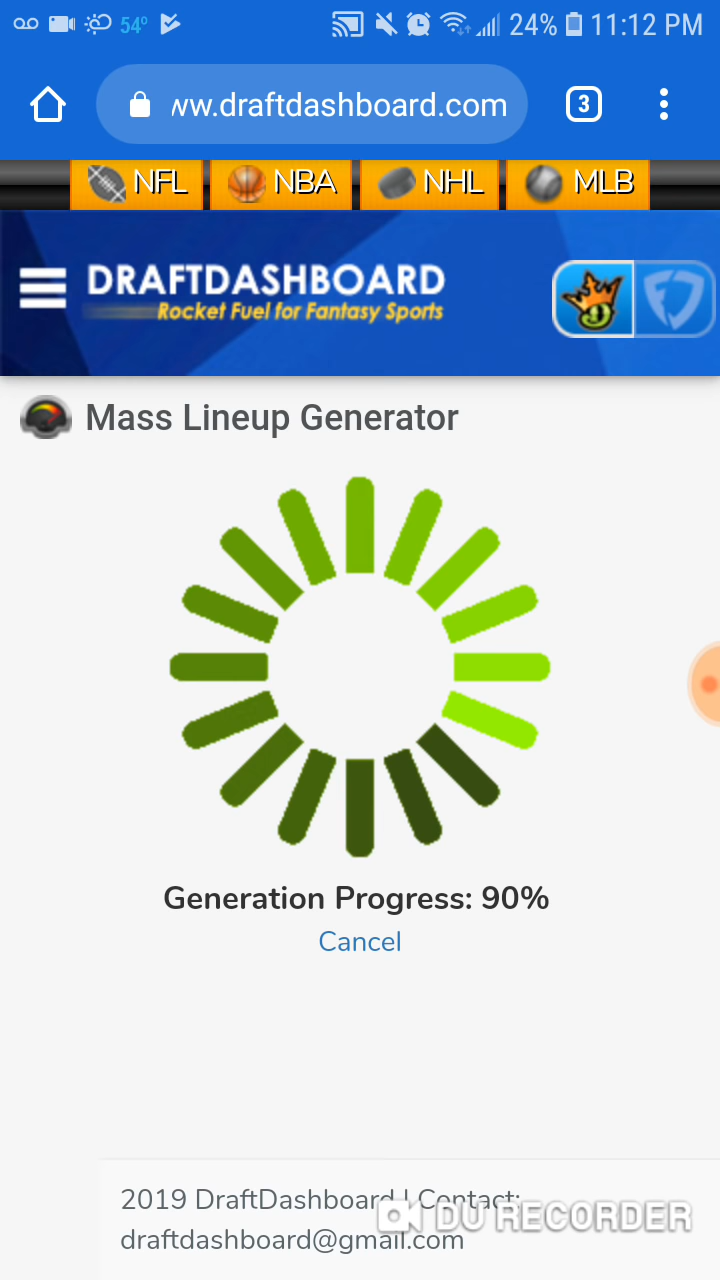 54° 24% 11:12 PM
ww.draftdashboard.com 3
NFL NBA NHL MLB
DRAFTDASHBOARD
Rocket Fuel for Fantasy Sports
Mass Lineup Generator
Generation Progress: 90%
Cancel
2019 DraftDashboard | Contact:
DU RECORDER
draftdashboard@gmail.com